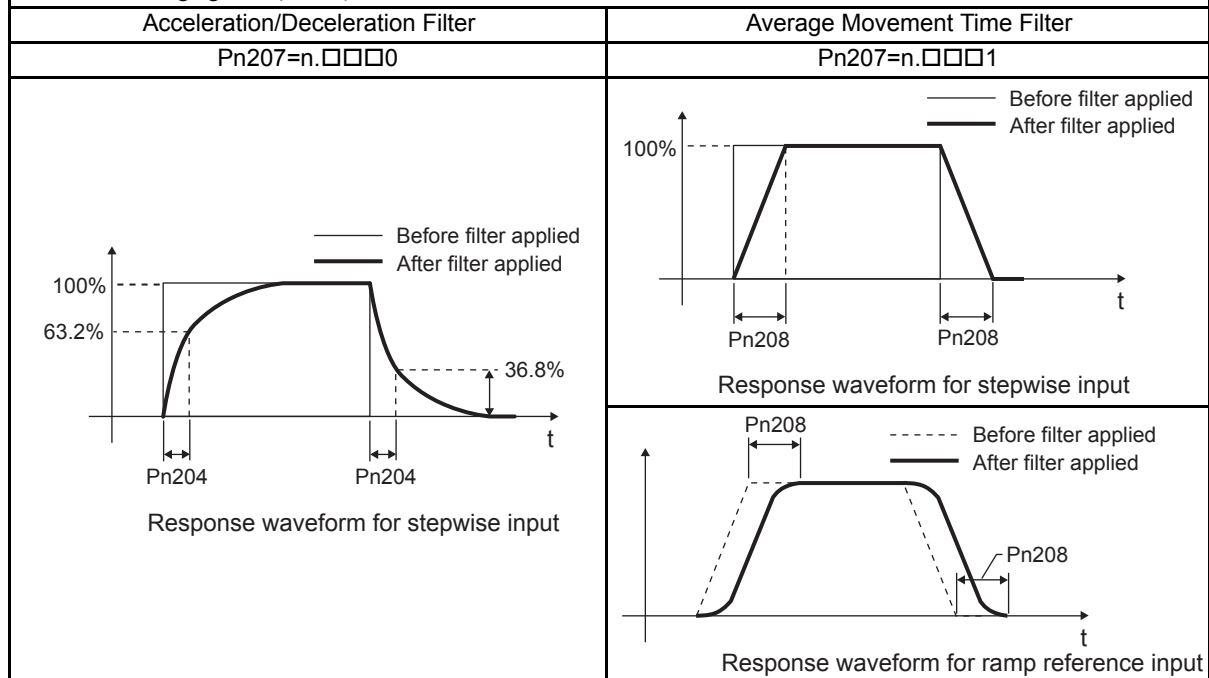 Acceleration/Deceleration Filter
Average Movement Time Filter
Pn207=n.□□□0
Pn207=n.□□□1
Before filter applied
After filter applied
100%
63.2%
36.8%
t
Pn204
Pn204
Response waveform for stepwise input
Before filter applied
After filter applied
100%
t
Pn208
Pn208
Response waveform for stepwise input
Pn208
Before filter applied
After filter applied
Pn208
t
Response waveform for ramp reference input